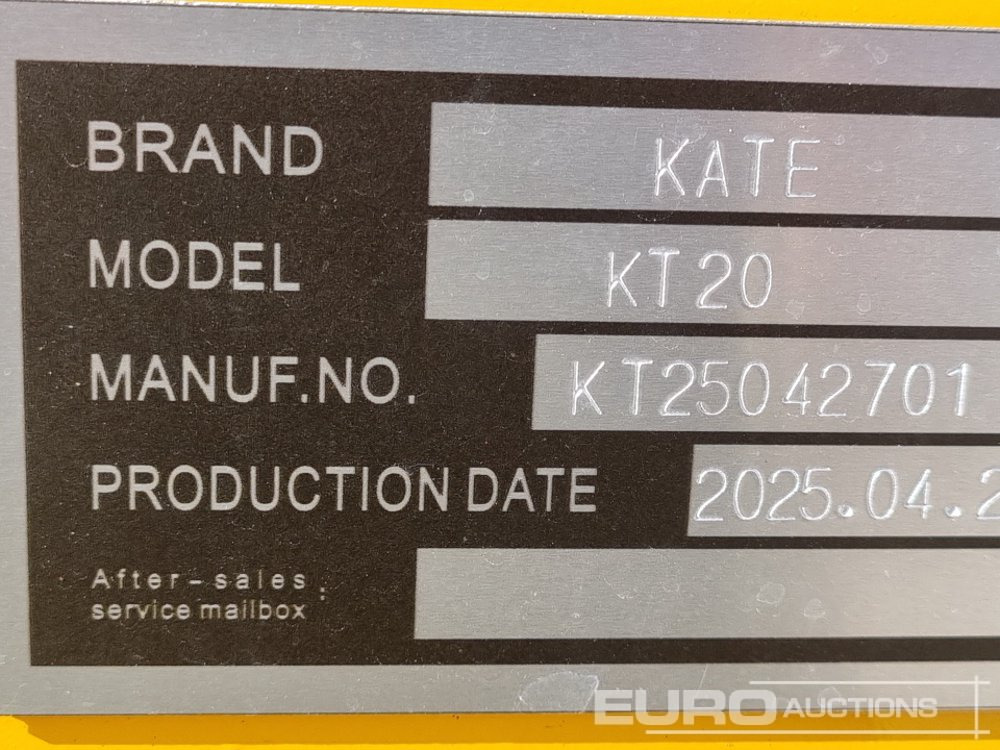 BRAND KATE
MODEL KT20
MANUF.NO. KT25042701
PRODUCTION DATE 2025.04.2
After-sales
service mailbox :
EURO AUCTIONS